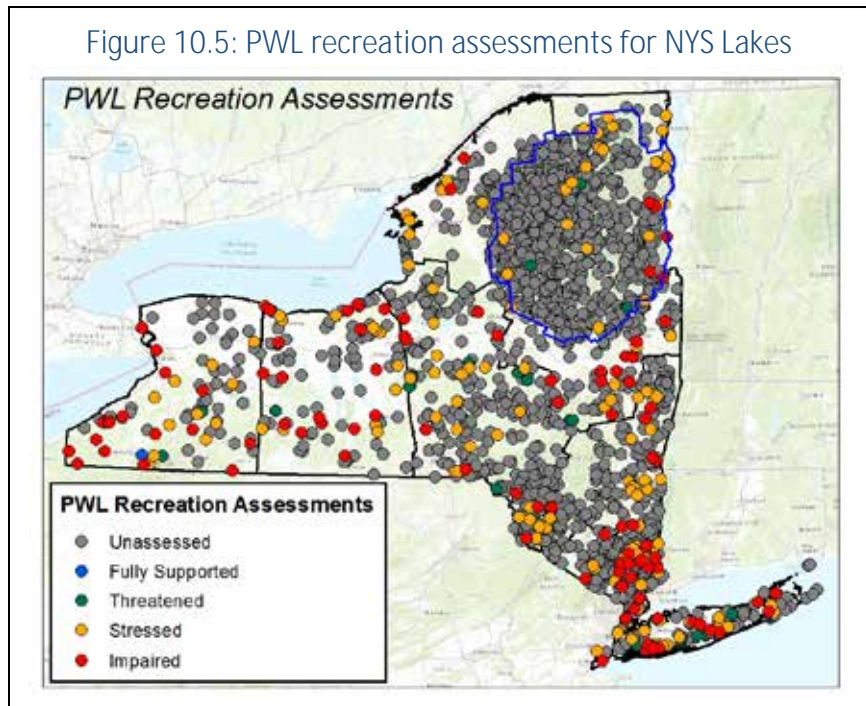 Figure 10.5: PWL recreation assessments for NYS Lakes
PWL Recreation Assessments
PWL Recreation Assessments
Unassessed
Fully Supported
Threatened
Stressed
Impaired